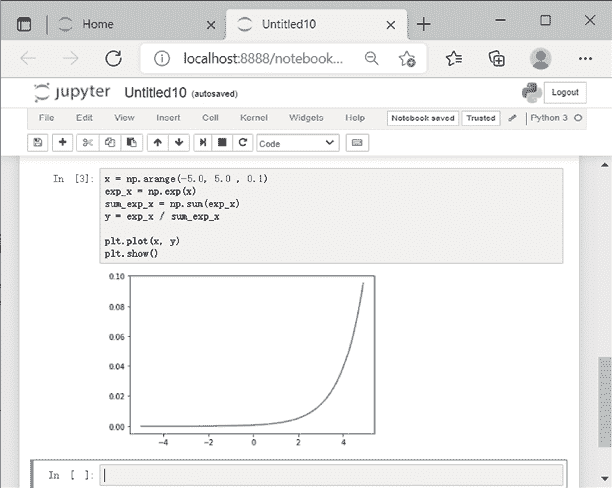 Home
Untitled10
localhost:8888/notebook...
jupyter Untitled10 (autosaved)
Logout
File Edit View Insert Cell Kernel Widgets Help Notebook saved Trusted Python 3
Code
In [3]:
x = np.arange(-5.0, 5.0 , 0.1)
exp_x = np.exp(x)
sum_exp_x = np.sum(exp_x)
y = exp_x / sum_exp_x
plt.plot(x, y)
plt.show()
0.10
0.08
0.06
0.04
0.02
0.00
-4 -2 0 2 4
In [ ]: